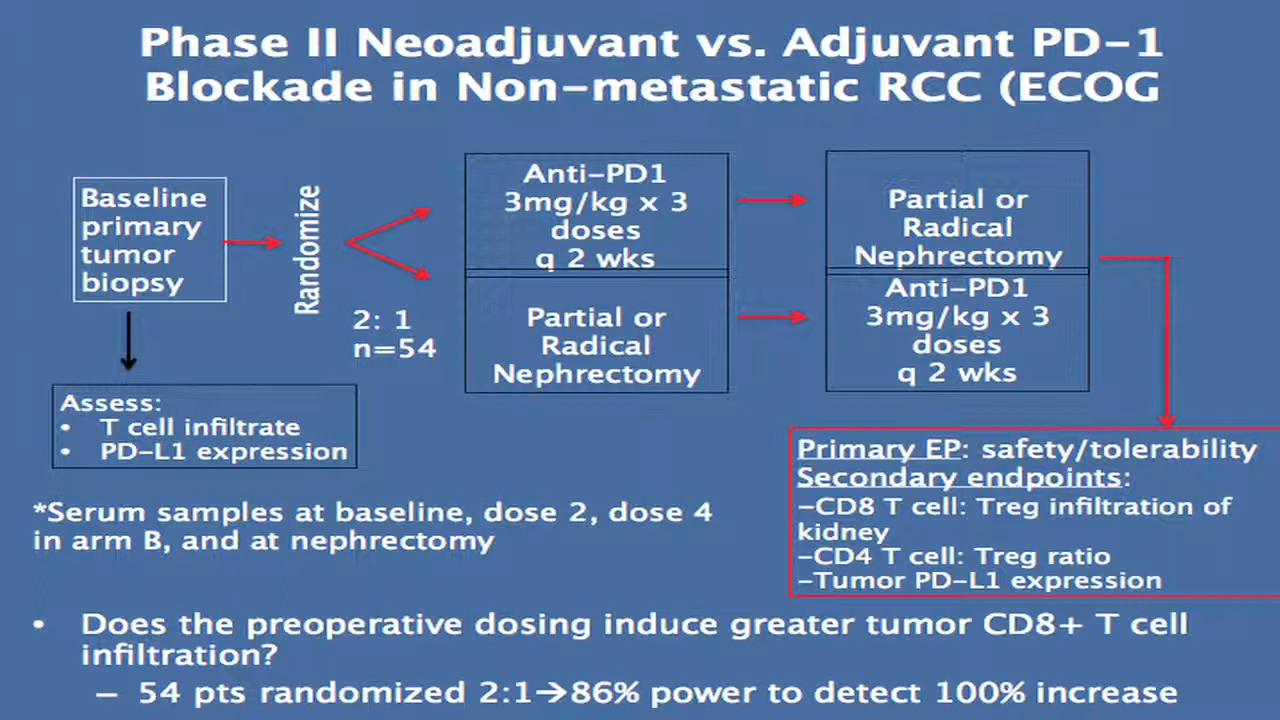 Phase II Neoadjuvant vs. Adjuvant PD-1
Blockade in Non-metastatic RCC (ECOG
Baseline
primary
tumor
biopsy
Randomize
2: 1
n=54
Anti-PD1
3mg/kg x 3
doses
q 2 wks
Partial or
Radical
Nephrectomy
Partial or
Radical
Nephrectomy
Anti-PD1
3mg/kg x 3
doses
q 2 wks
Assess:
• T cell infiltrate
• PD-L1 expression
Primary EP: safety/tolerability
Secondary endpoints:
-CD8 T cell: Treg infiltration of
kidney
-CD4 T cell: Treg ratio
-Tumor PD-L1 expression
*Serum samples at baseline, dose 2, dose 4
in arm B, and at nephrectomy
• Does the preoperative dosing induce greater tumor CD8+ T cell
infiltration?
– 54 pts randomized 2:1→86% power to detect 100% increase